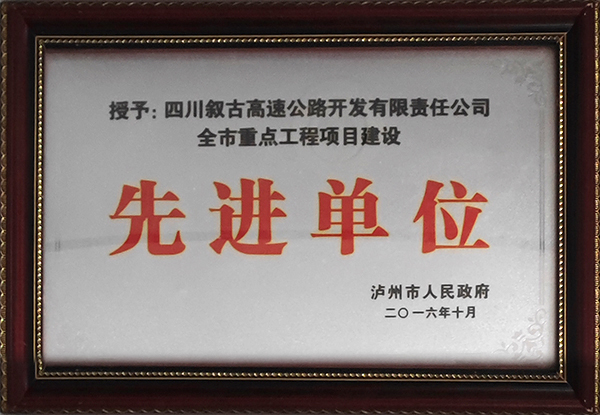 授予：四川叙古高速公路开发有限责任公司
全市重点工程项目建设
先进单位
泸州市人民政府
二〇一六年十月